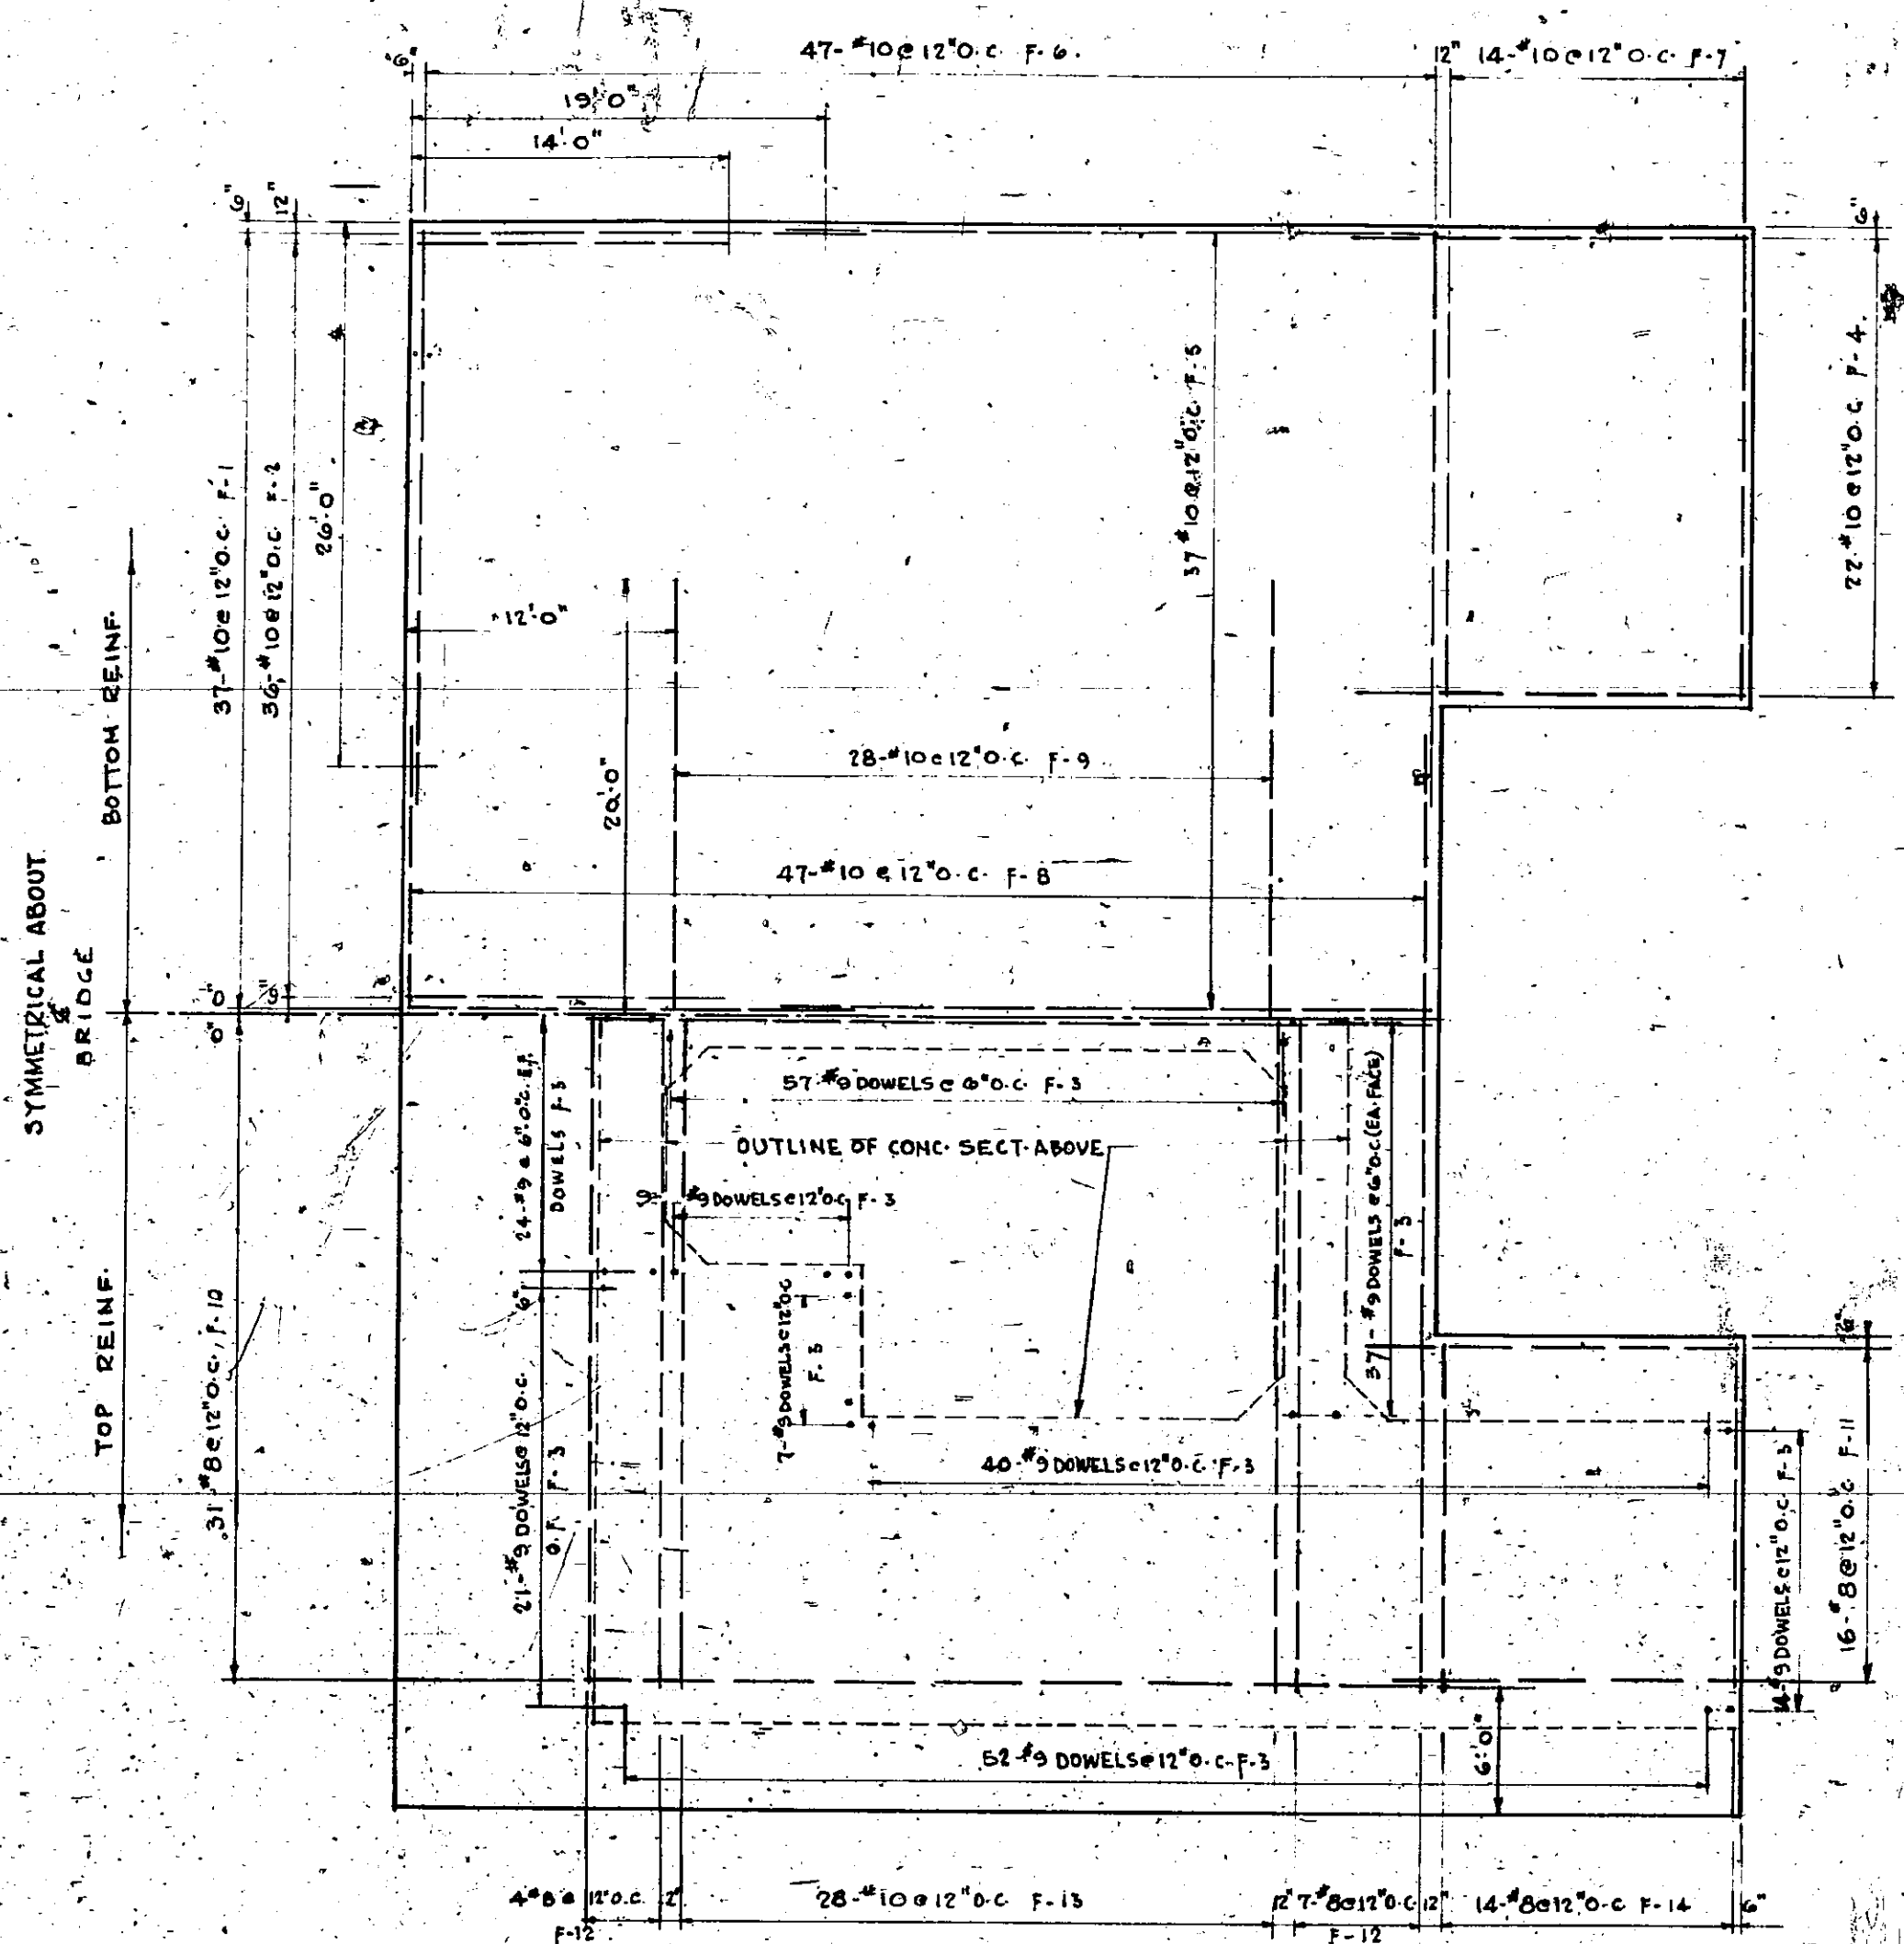 47-#10@12"O.C. F-6.
12" 14-#10@12"O.C. F-7
6"
19'0"
14'-0"
6"
12"
6"
37-#10@12"O.C. F-1
36-#10@12"O.C. F-2
26'-0"
37 #10@12"O.C. F-5
22-#10@12"O.C. F-4.
BOTTOM REINF.
12'-0"
20'-0"
28-#10@12"O.C. F-9
47-#10@12"O.C. F-8
SYMMETRICAL ABOUT
BRIDGE
0"
9"
0"
24-#9@6"O.C. E.F.
DOWELS F-3
57-#9 DOWELS@6"O.C. F-3
OUTLINE OF CONC. SECT. ABOVE
9-#9 DOWELS@12"O.C. F-3
37-#9 DOWELS@6"O.C.(EA.FACE)
F-3
6"
7-#9 DOWELS@12"O.C.
F-3
TOP REINF.
31-#8@12"O.C., F-10
21-#9 DOWELS@12"O.C.
O.F. F-3
40-#9 DOWELS@12"O.C. F-3
14-#9 DOWELS@12"O.C. F-3
16-#8@12"O.C. F-11
52-#9 DOWELS@12"O.C.-F-3
6'-0"
4#8@12"O.C.
F-12
12"
28-#10@12"O.C. F-13
12"
7-#8@12"O.C.
F-12
12"
14-#8@12"O.C. F-14
6"